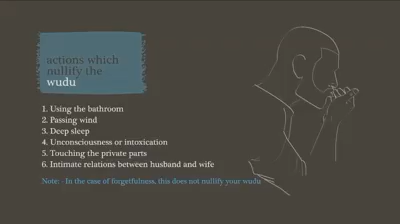 actions which
nullify the
wudu
1. Using the bathroom
2. Passing wind
3. Deep sleep
4. Unconsciousness or intoxication
5. Touching the private parts
6. Intimate relations between husband and wife
Note: - In the case of forgetfulness, this does not nullify your wudu